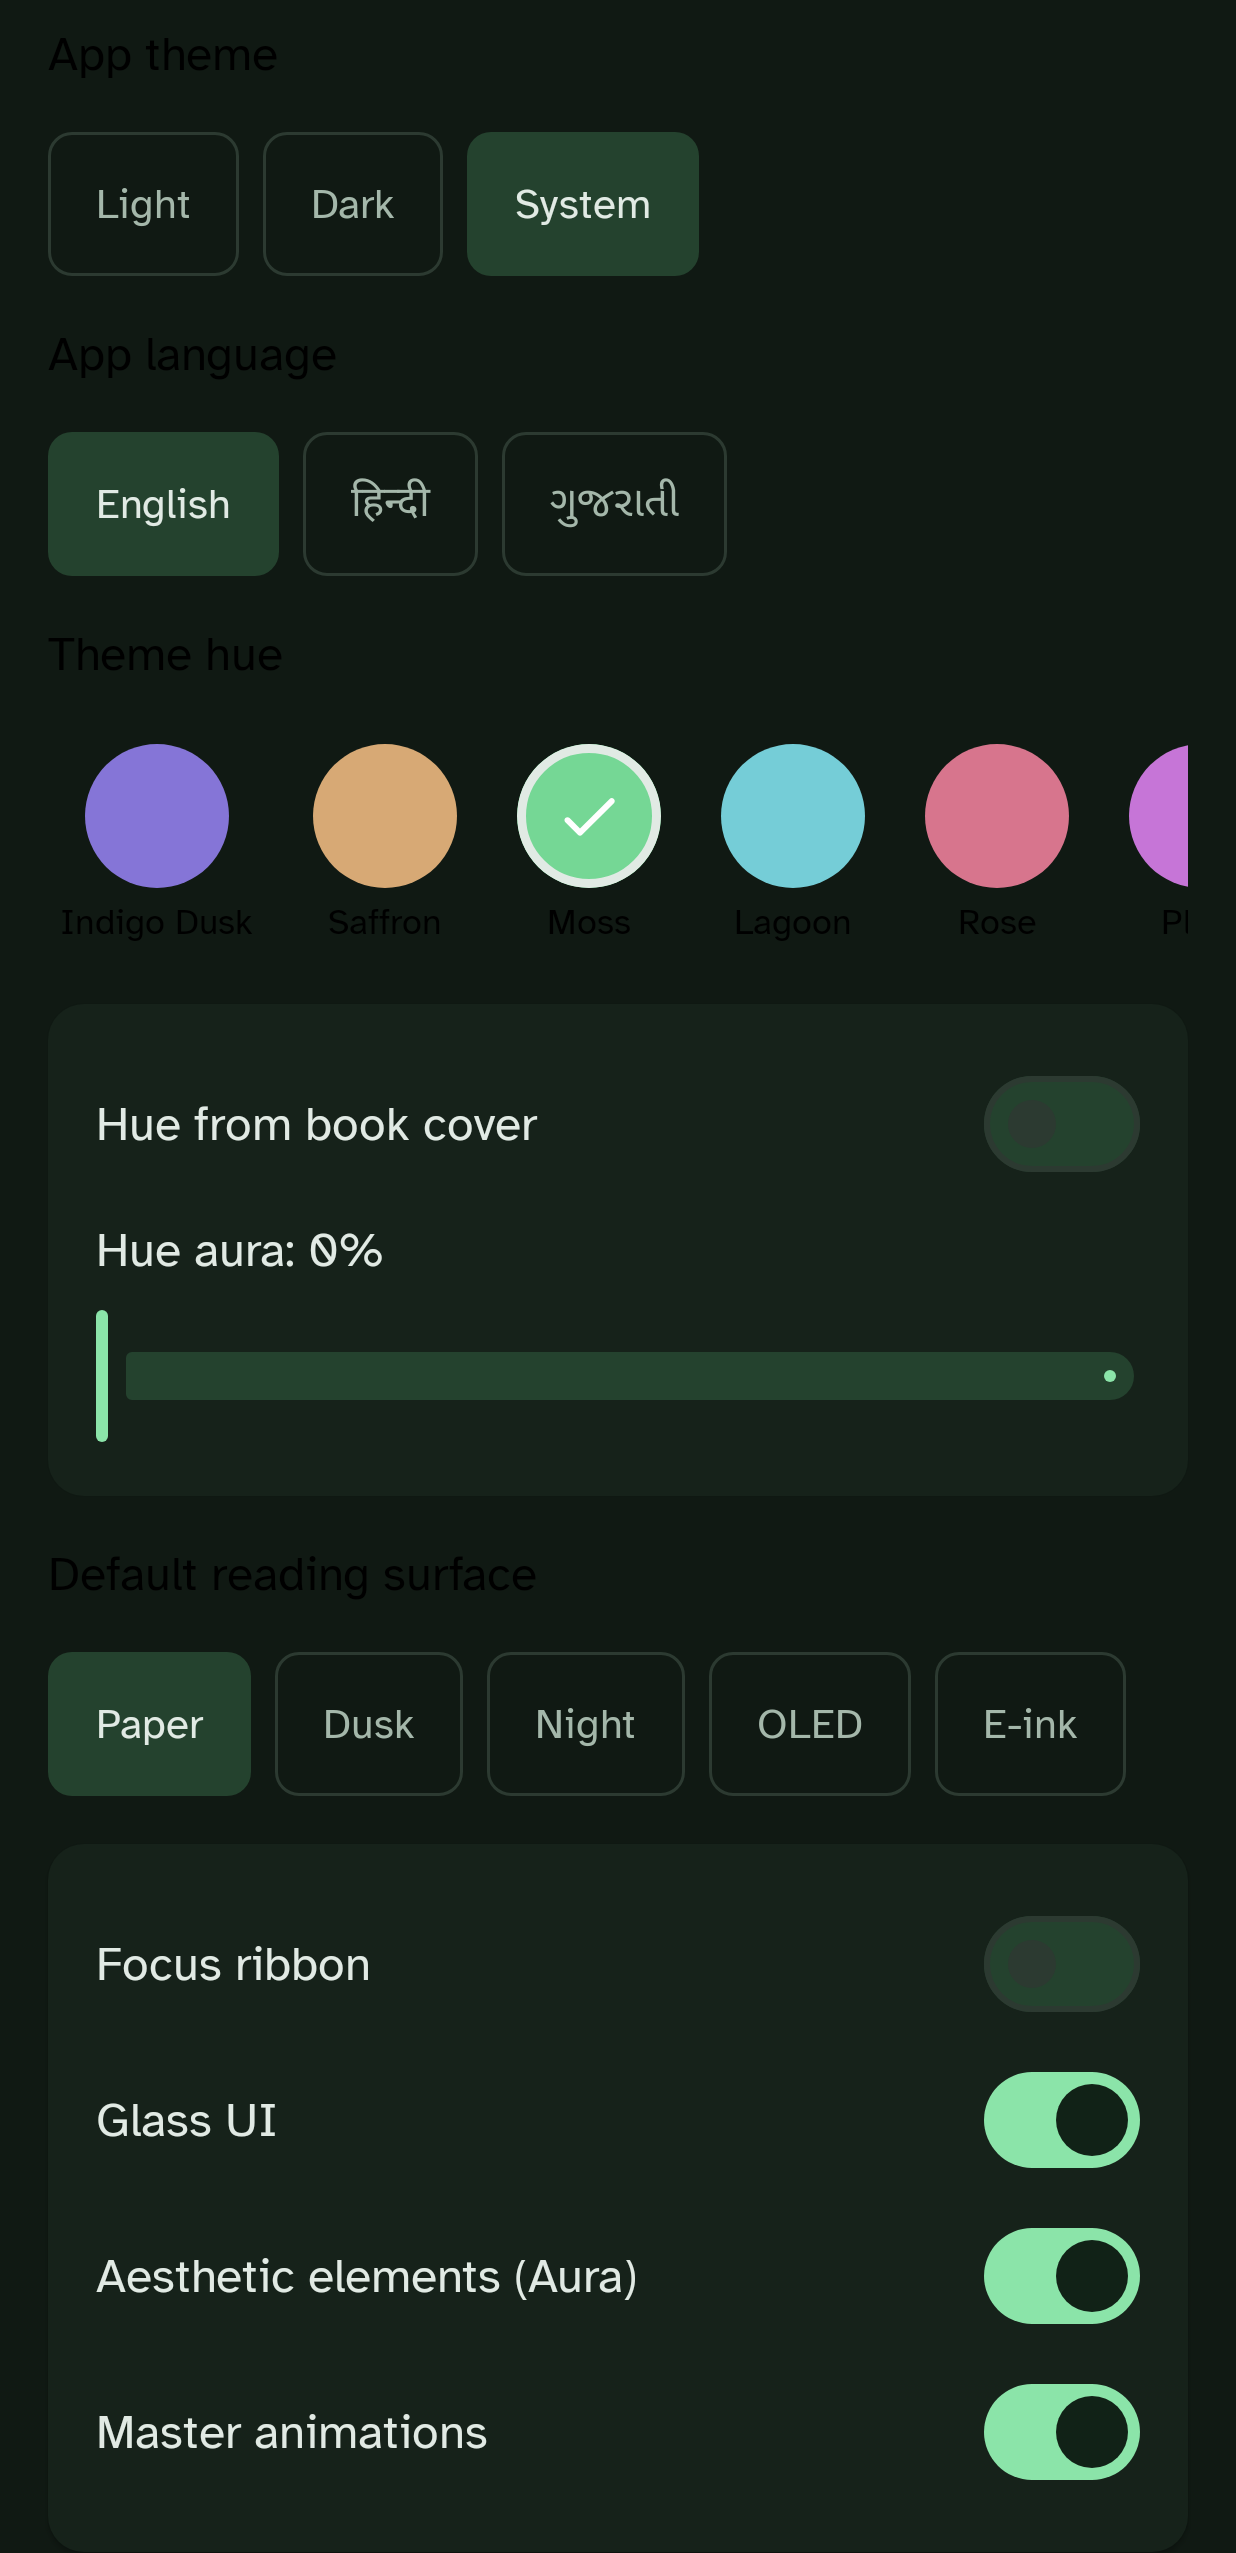 App theme
Light Dark System
App language
English हिन्दी ગુજરાતી
Theme hue
Indigo Dusk Saffron Moss Lagoon Rose Pl
Hue from book cover
Hue aura: 0%
Default reading surface
Paper Dusk Night OLED E-ink
Focus ribbon
Glass UI
Aesthetic elements (Aura)
Master animations